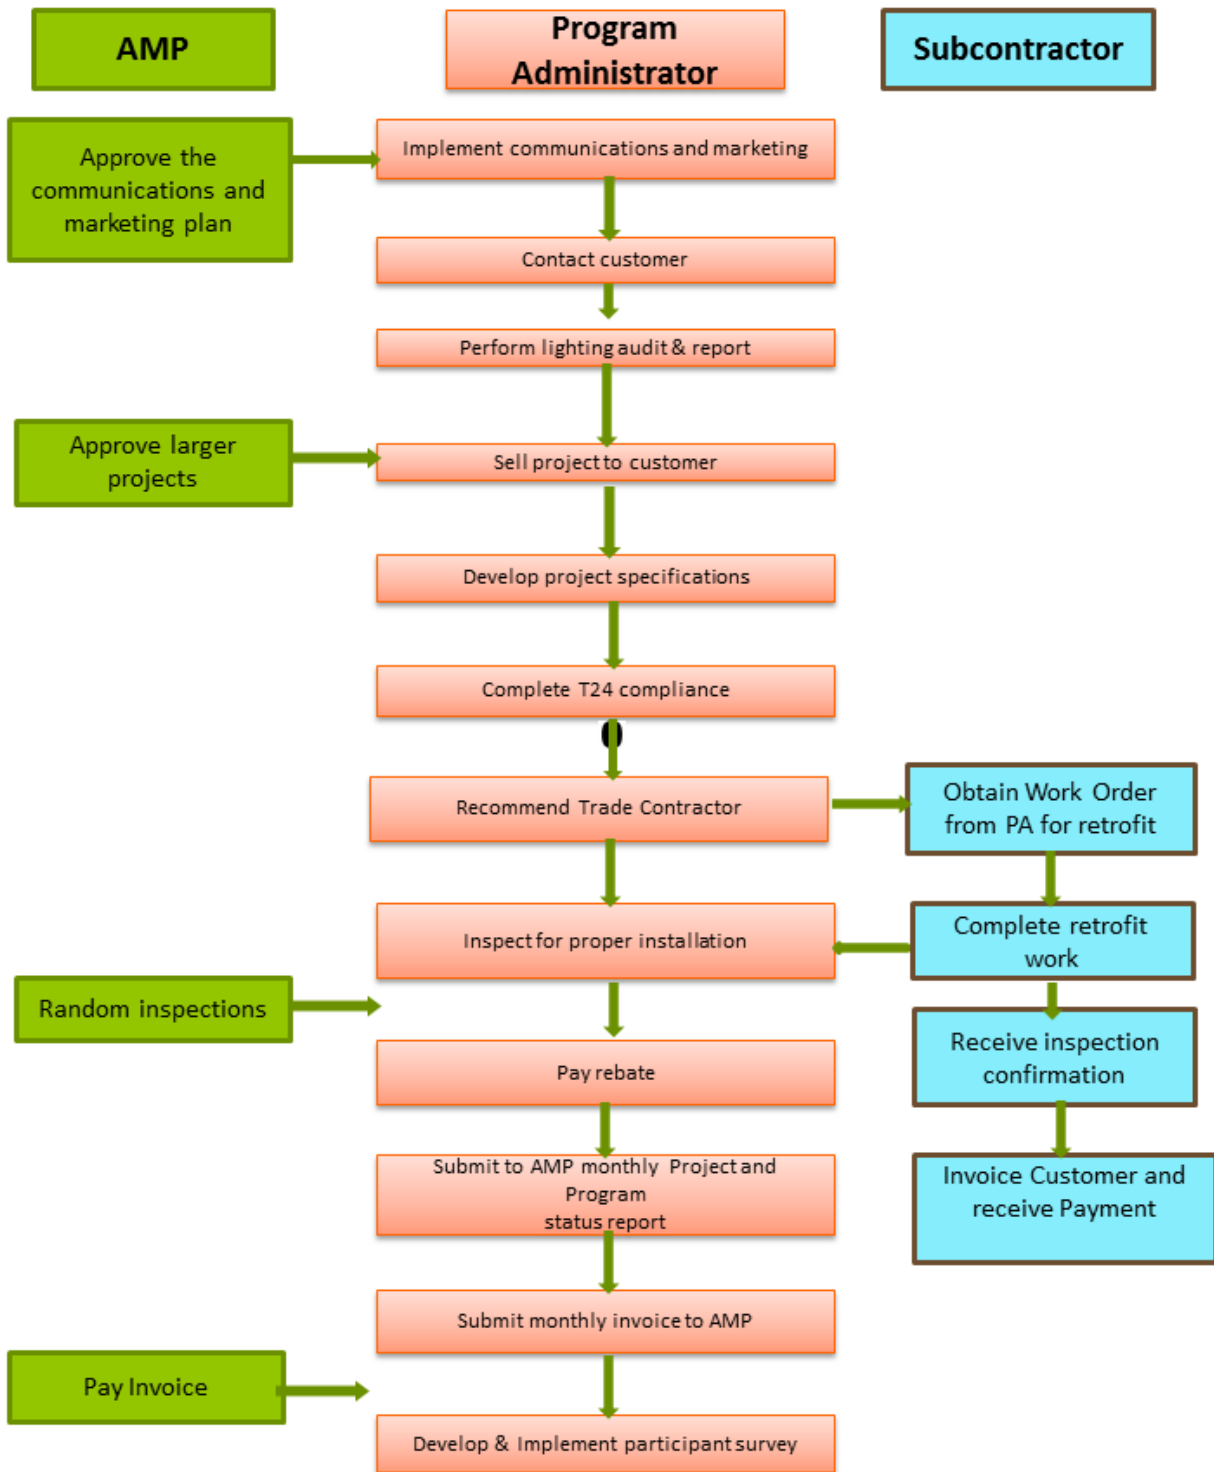 AMP
Program
Administrator
Subcontractor
Approve the
communications and
marketing plan
Implement communications and marketing
Contact customer
Perform lighting audit & report
Approve larger
projects
Sell project to customer
Develop project specifications
Complete T24 compliance
0
Recommend Trade Contractor
Obtain Work Order
from PA for retrofit
Inspect for proper installation
Complete retrofit
work
Random inspections
Receive inspection
confirmation
Pay rebate
Submit to AMP monthly Project and
Program
status report
Invoice Customer and
receive Payment
Submit monthly invoice to AMP
Pay Invoice
Develop & Implement participant survey